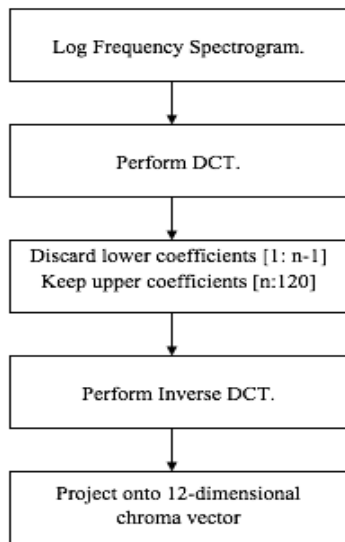 Log Frequency Spectrogram.
Perform DCT.
Discard lower coefficients [1: n-1]
Keep upper coefficients [n:120]
Perform Inverse DCT.
Project onto 12-dimensional
chroma vector